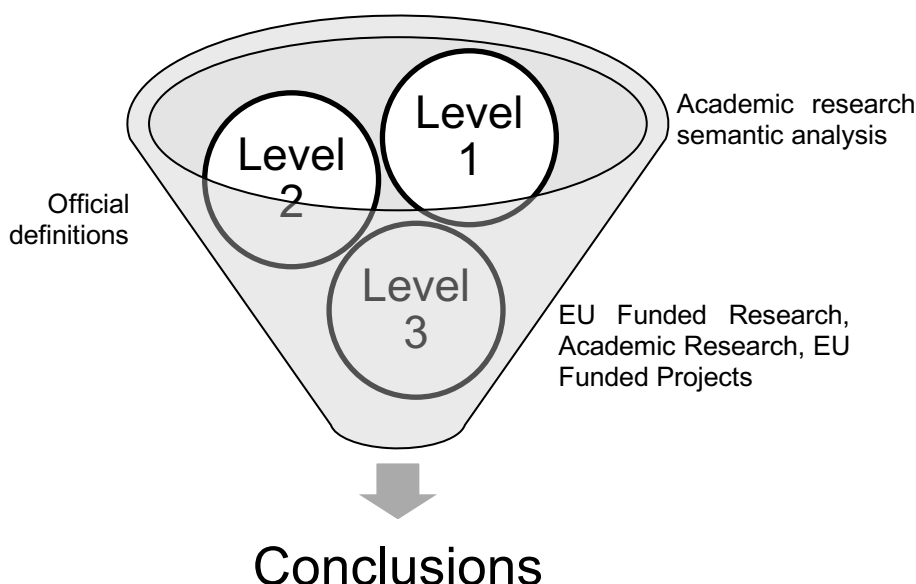 Level
1
Academic research
semantic analysis
Level
2
Official
definitions
Level
3
EU Funded Research,
Academic Research, EU
Funded Projects
Conclusions